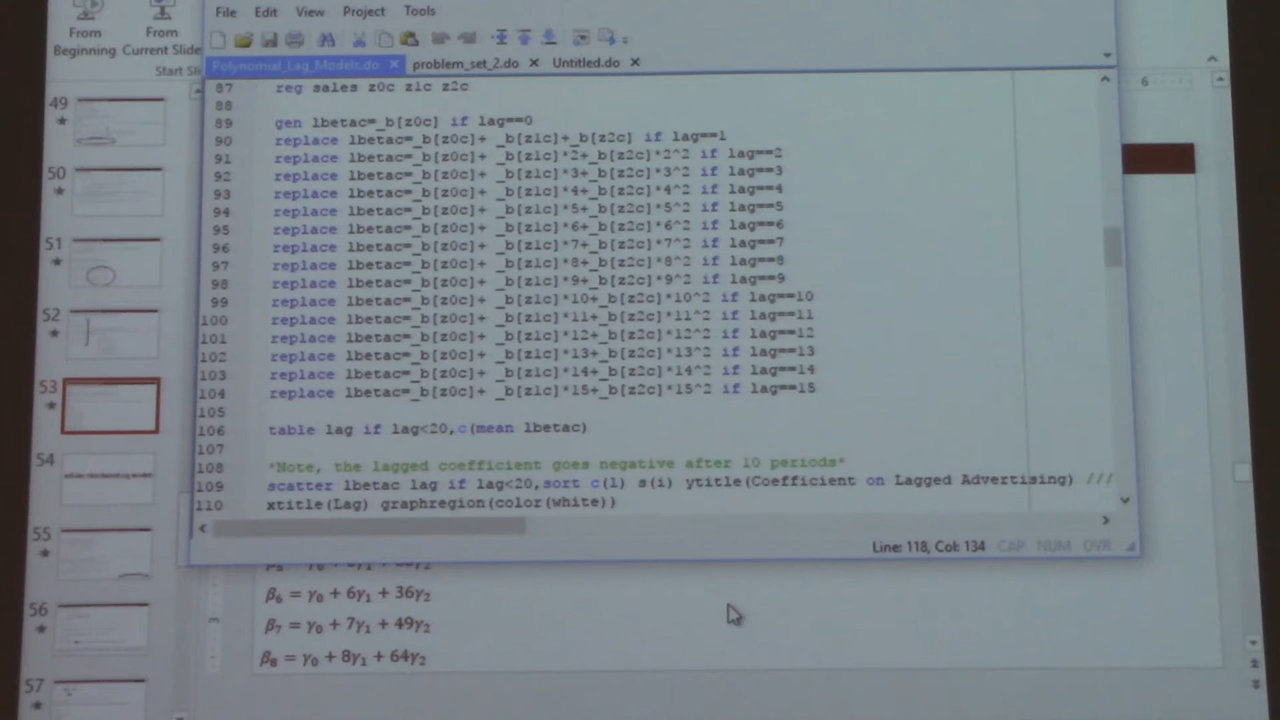 File Edit View Project Tools
From Beginning
From Current Slide
Polynomial_Lag_Models.do × problem_set_2.do × Untitled.do ×
6
87 reg sales z0c z1c z2c
88
89 gen lbetac=_b[z0c] if lag==0
90 replace lbetac=_b[z0c]+ _b[z1c]+_b[z2c] if lag==1
91 replace lbetac=_b[z0c]+ _b[z1c]*2+_b[z2c]*2^2 if lag==2
92 replace lbetac=_b[z0c]+ _b[z1c]*3+_b[z2c]*3^2 if lag==3
93 replace lbetac=_b[z0c]+ _b[z1c]*4+_b[z2c]*4^2 if lag==4
94 replace lbetac=_b[z0c]+ _b[z1c]*5+_b[z2c]*5^2 if lag==5
95 replace lbetac=_b[z0c]+ _b[z1c]*6+_b[z2c]*6^2 if lag==6
96 replace lbetac=_b[z0c]+ _b[z1c]*7+_b[z2c]*7^2 if lag==7
97 replace lbetac=_b[z0c]+ _b[z1c]*8+_b[z2c]*8^2 if lag==8
98 replace lbetac=_b[z0c]+ _b[z1c]*9+_b[z2c]*9^2 if lag==9
99 replace lbetac=_b[z0c]+ _b[z1c]*10+_b[z2c]*10^2 if lag==10
100 replace lbetac=_b[z0c]+ _b[z1c]*11+_b[z2c]*11^2 if lag==11
101 replace lbetac=_b[z0c]+ _b[z1c]*12+_b[z2c]*12^2 if lag==12
102 replace lbetac=_b[z0c]+ _b[z1c]*13+_b[z2c]*13^2 if lag==13
103 replace lbetac=_b[z0c]+ _b[z1c]*14+_b[z2c]*14^2 if lag==14
104 replace lbetac=_b[z0c]+ _b[z1c]*15+_b[z2c]*15^2 if lag==15
105
106 table lag if lag<20,c(mean lbetac)
107
108 *Note, the lagged coefficient goes negative after 10 periods*
109 scatter lbetac lag if lag<20,sort c(l) s(i) ytitle(Coefficient on Lagged Advertising) ///
110 xtitle(Lag) graphregion(color(white))
Line: 118, Col: 134 CAP NUM OVR
β₆ = γ₀ + 6γ₁ + 36γ₂
β₇ = γ₀ + 7γ₁ + 49γ₂
β₈ = γ₀ + 8γ₁ + 64γ₂
49
50
51
52
53
54
55
56
57